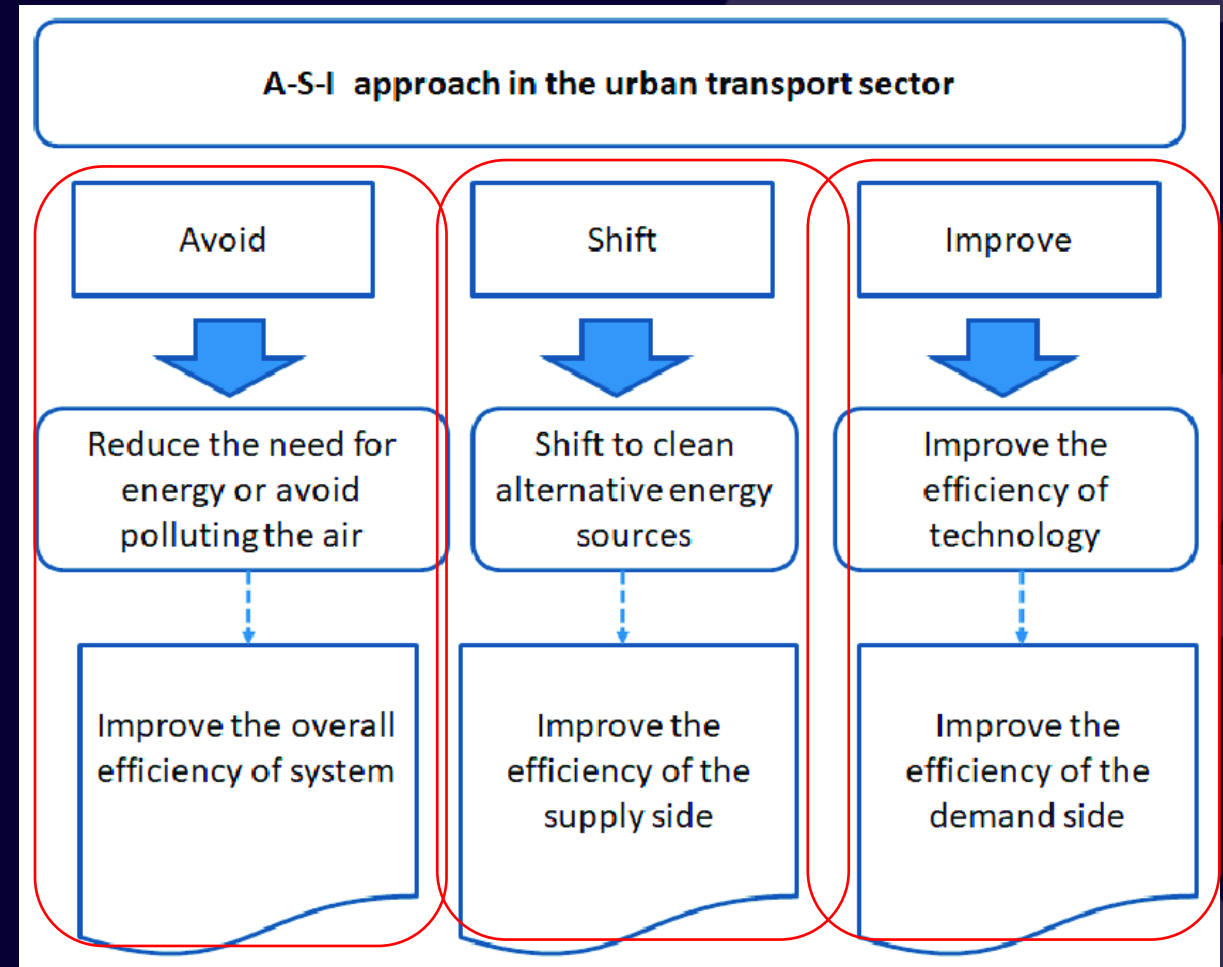 A-S-I approach in the urban transport sector
Avoid
Shift
Improve
Reduce the need for
energy or avoid
polluting the air
Shift to clean
alternative energy
sources
Improve the
efficiency of
technology
Improve the overall
efficiency of system
Improve the
efficiency of the
supply side
Improve the
efficiency of the
demand side